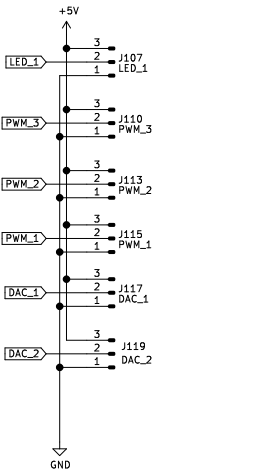 +5V
3
LED_1 2 J107
1 LED_1
3
PWM_3 2 J110
1 PWM_3
3
PWM_2 2 J113
1 PWM_2
3
PWM_1 2 J115
1 PWM_1
3
DAC_1 2 J117
1 DAC_1
3
DAC_2 2 J119
1 DAC_2
GND